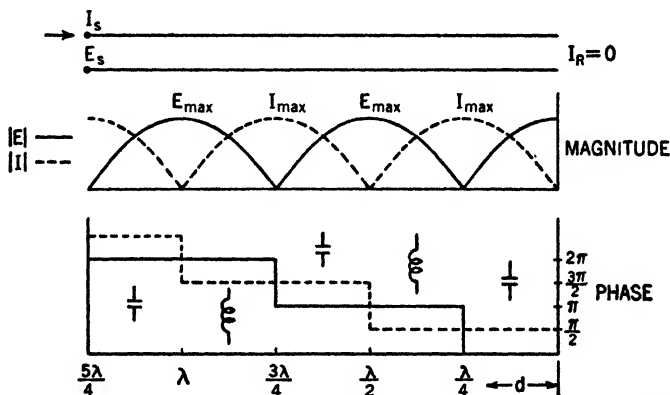 I_s
E_s
I_R=0
E_max I_max E_max I_max
|E|
|I|
MAGNITUDE
2π
3π/2
π
π/2
PHASE
5λ/4 λ 3λ/4 λ/2 λ/4 d